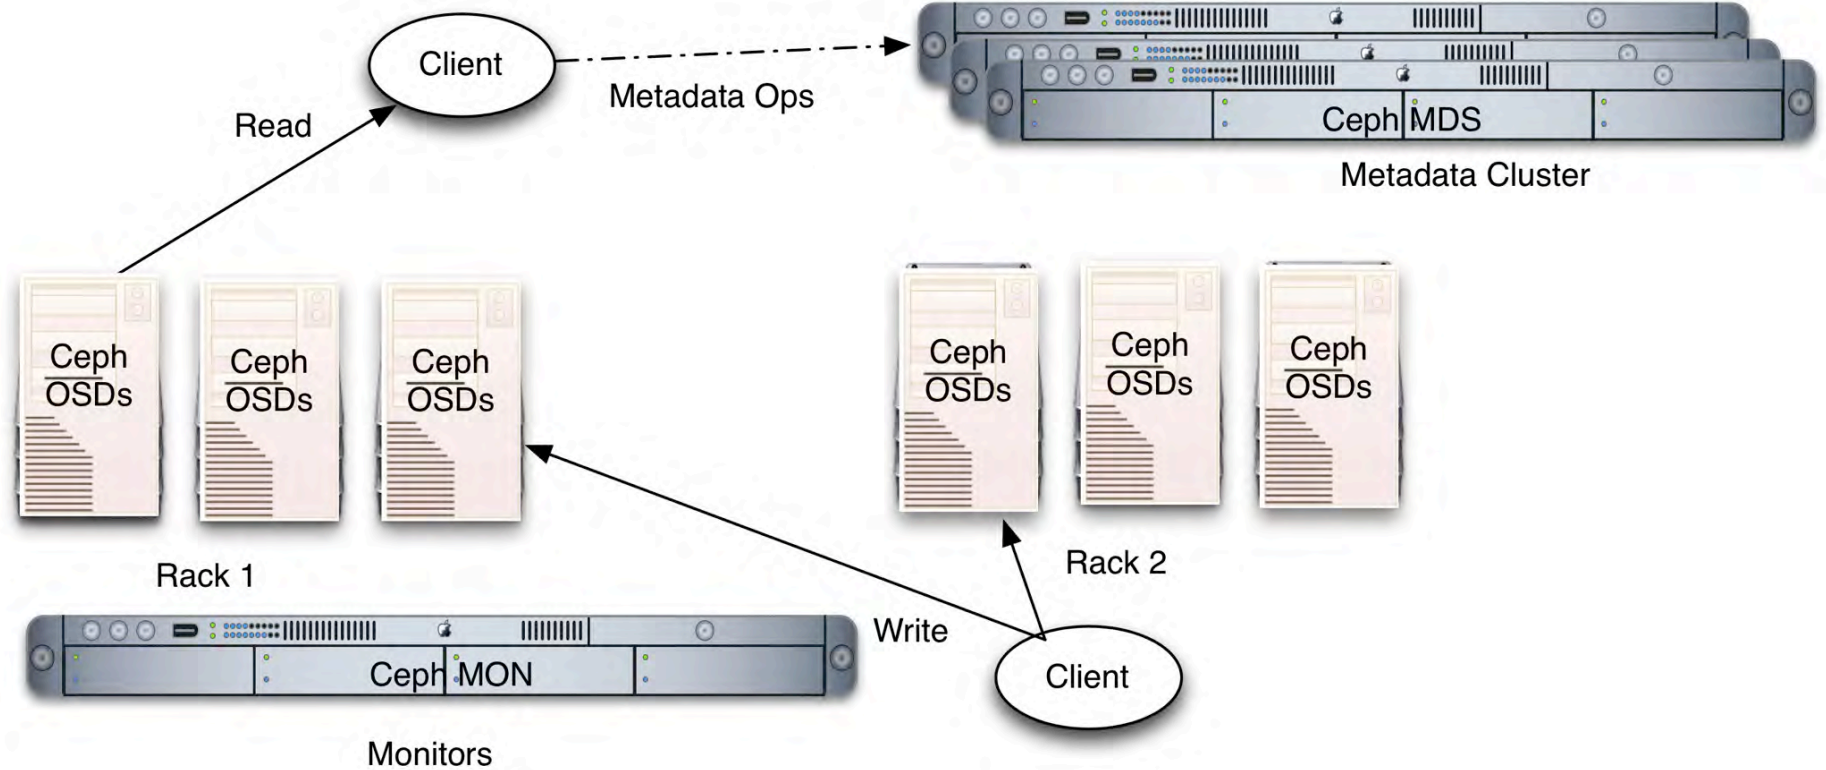 Client
Metadata Ops
Read
Ceph MDS
Metadata Cluster
Ceph
OSDs
Ceph
OSDs
Ceph
OSDs
Ceph
OSDs
Ceph
OSDs
Ceph
OSDs
Rack 1
Rack 2
Write
Ceph MON
Client
Monitors